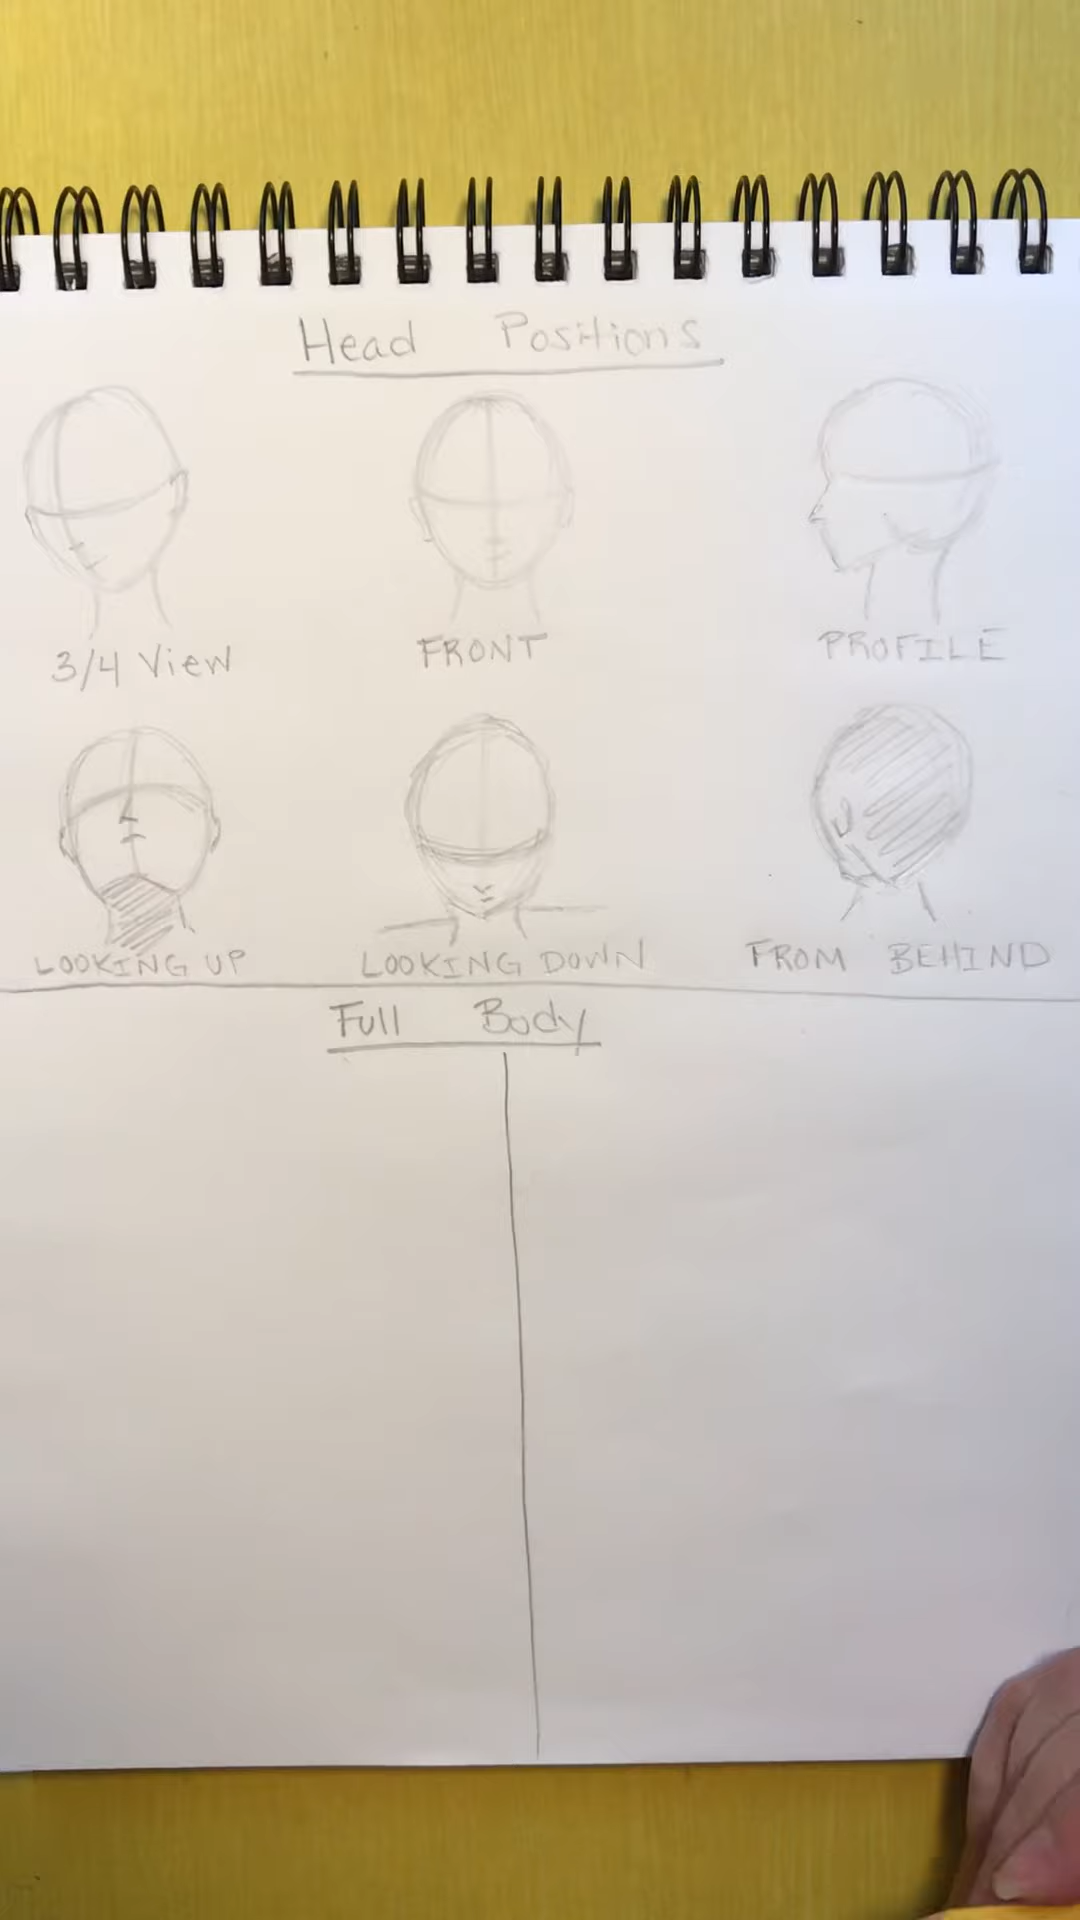 Head Positions
3/4 View FRONT PROFILE
LOOKING UP LOOKING DOWN FROM BEHIND
Full Body